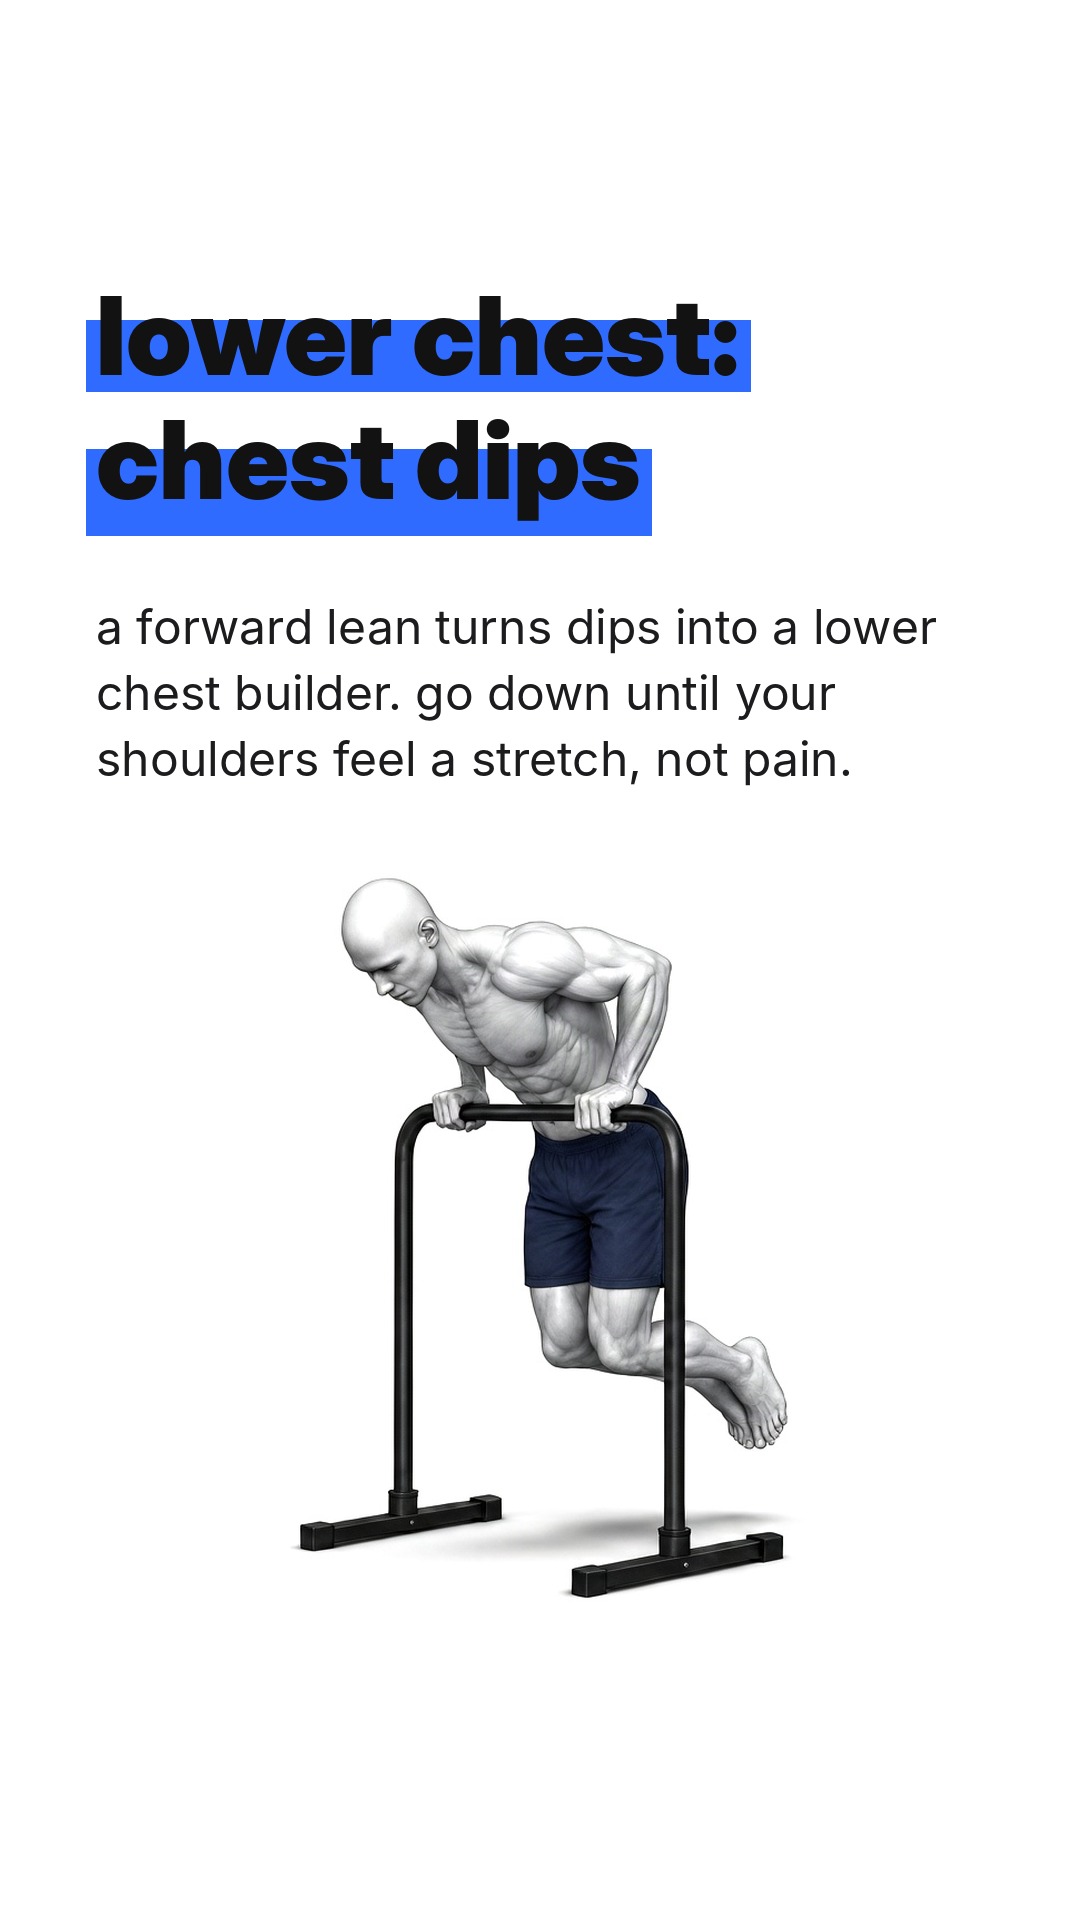 lower chest:
chest dips
a forward lean turns dips into a lower
chest builder. go down until your
shoulders feel a stretch, not pain.